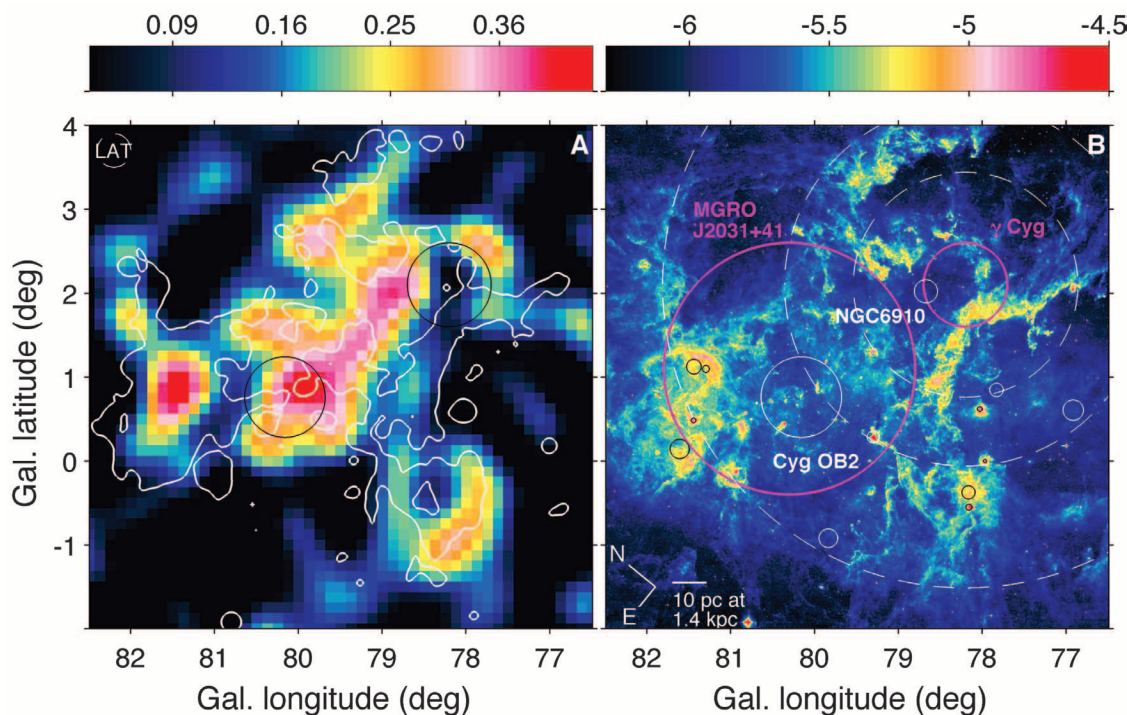 0.09 0.16 0.25 0.36
-6 -5.5 -5 -4.5
LAT
A
B
MGRO
J2031+41
γ Cyg
NGC6910
Cyg OB2
N
E
10 pc at
1.4 kpc
4
3
2
1
0
-1
Gal. latitude (deg)
82 81 80 79 78 77
82 81 80 79 78 77
Gal. longitude (deg)
Gal. longitude (deg)